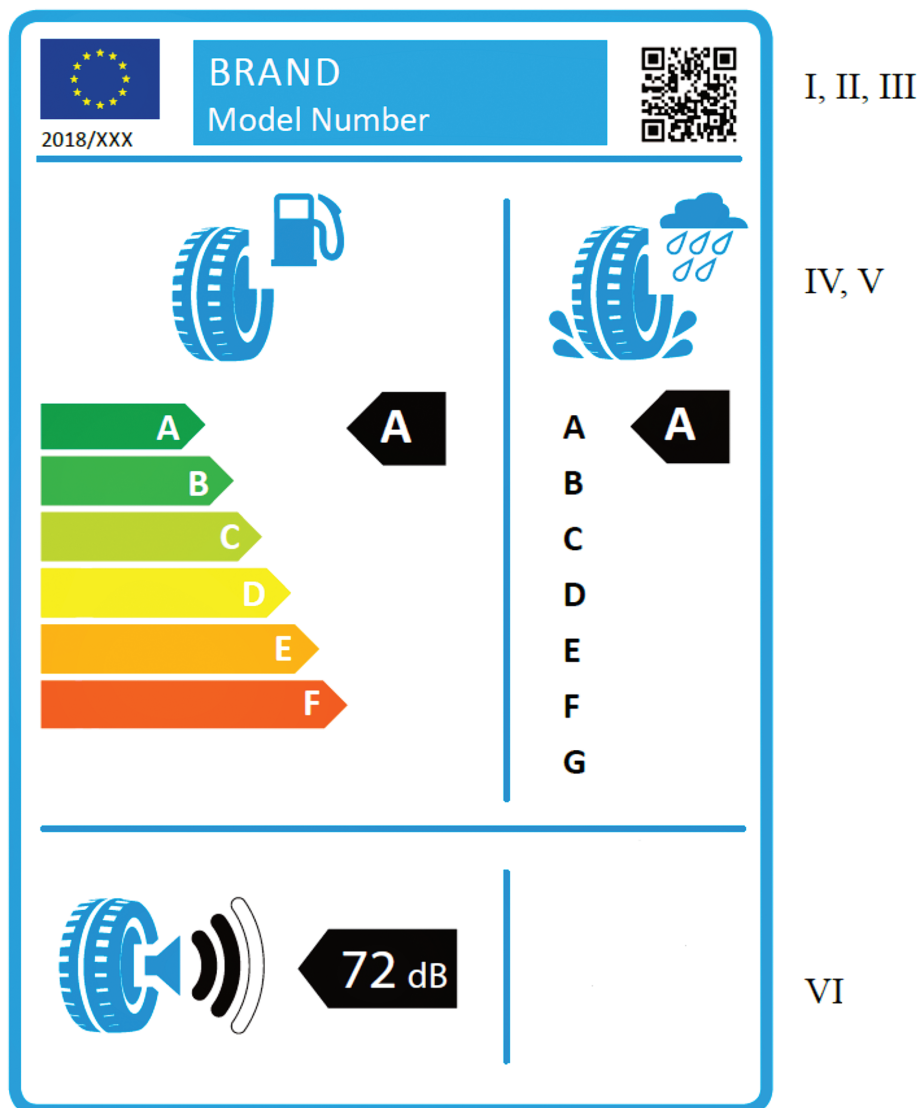 BRAND
Model Number
2018/XXX
I, II, III
IV, V
A A
B
C
D
E
F
A A
B
C
D
E
F
G
72 dB
VI